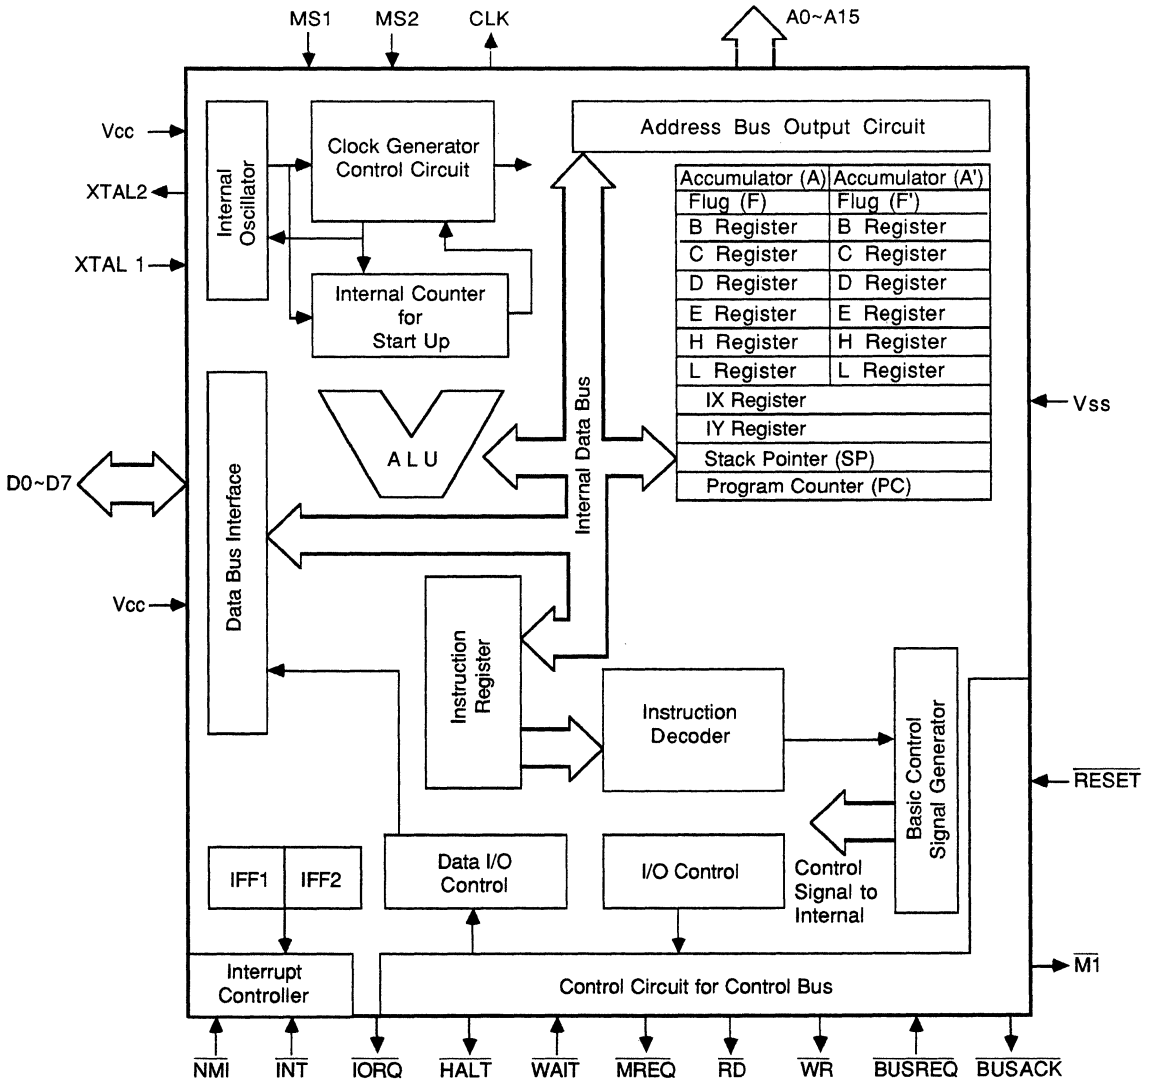 MS1
MS2
CLK
A0~A15
Vcc
XTAL2
XTAL 1
Internal
Oscillator
Clock Generator
Control Circuit
Internal Counter
for
Start Up
Address Bus Output Circuit
Accumulator (A) Accumulator (A')
Flug (F) Flug (F')
B Register B Register
C Register C Register
D Register D Register
E Register E Register
H Register H Register
L Register L Register
IX Register
IY Register
Stack Pointer (SP)
Program Counter (PC)
Vss
ALU
Internal Data Bus
D0~D7
Data Bus Interface
Vcc
Instruction
Register
Instruction
Decoder
Basic Control
Signal Generator
RESET
Control
Signal to
Internal
IFF1 IFF2
Data I/O
Control
I/O Control
Interrupt
Controller
Control Circuit for Control Bus
M1
NMI
INT
IORQ
HALT
WAIT
MREQ
RD
WR
BUSREQ
BUSACK